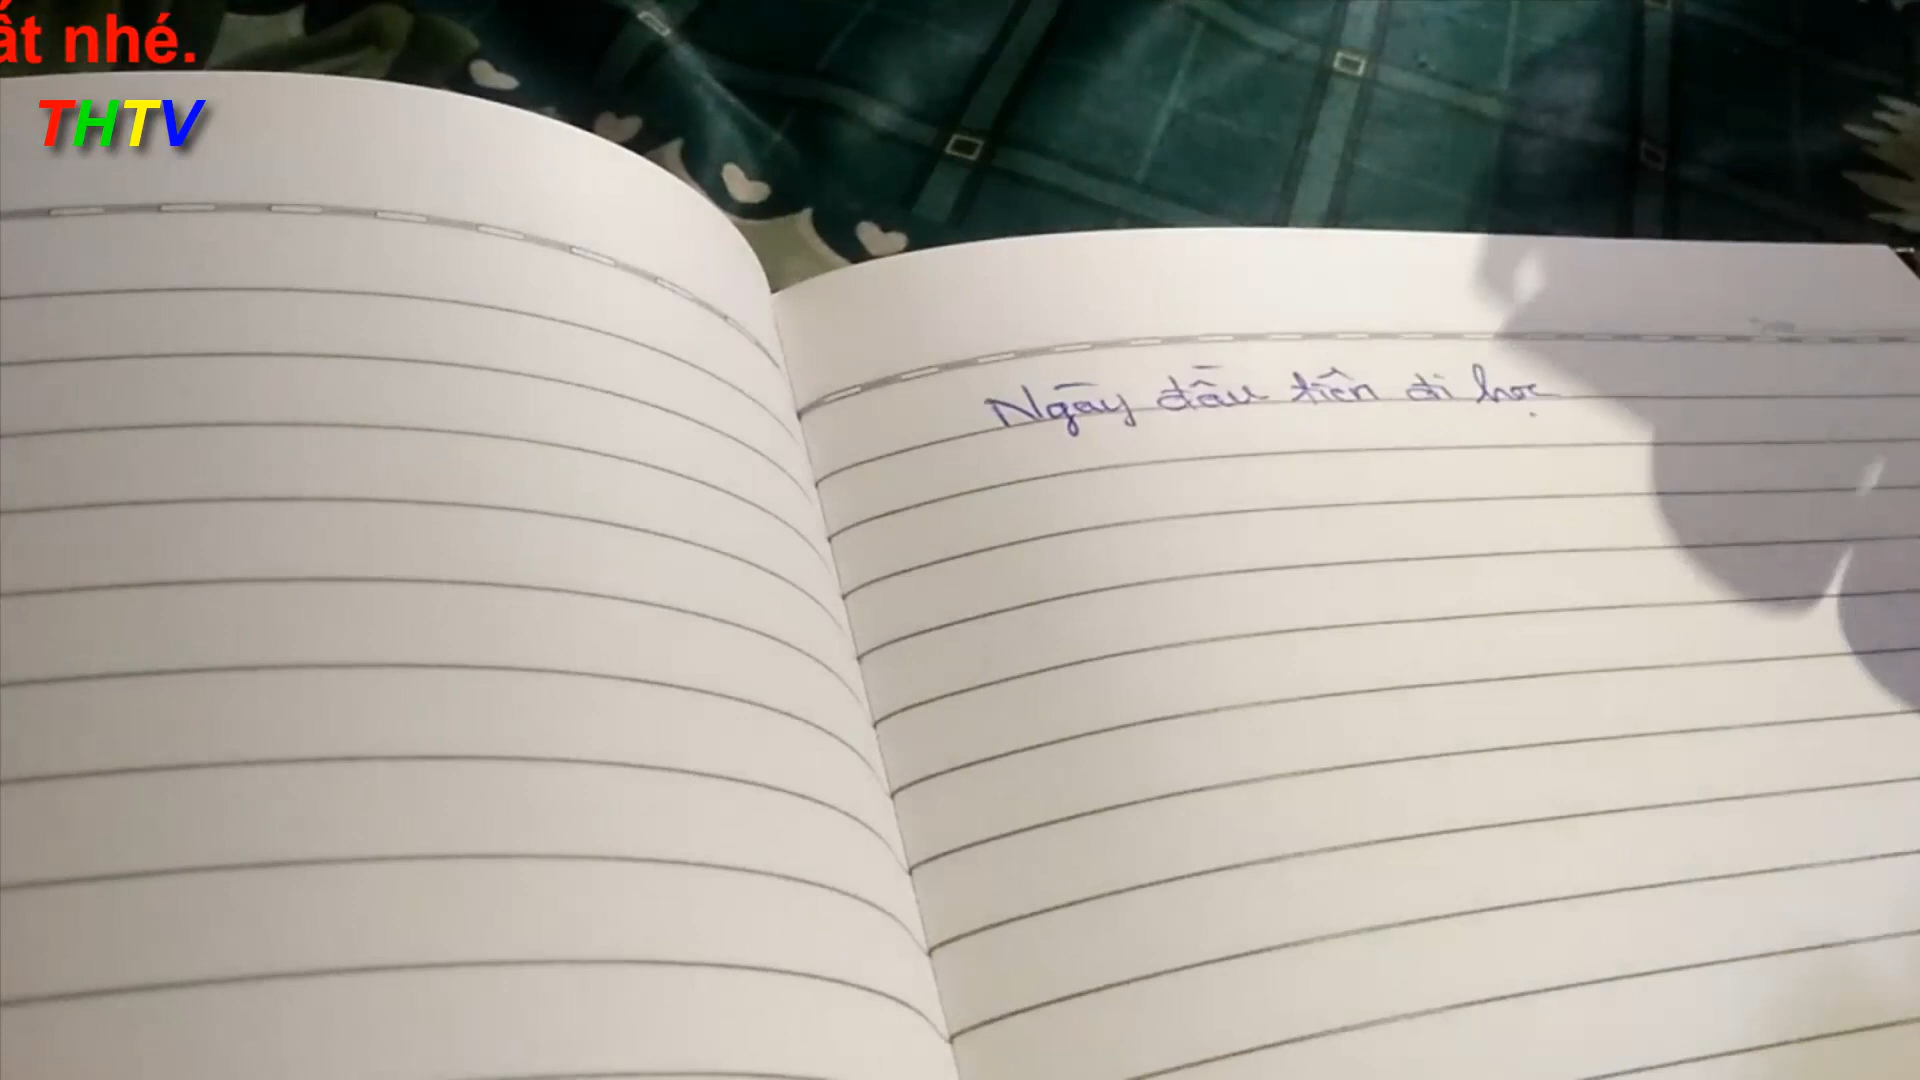 ất nhé.
THTV
Ngày đầu tiên đi học